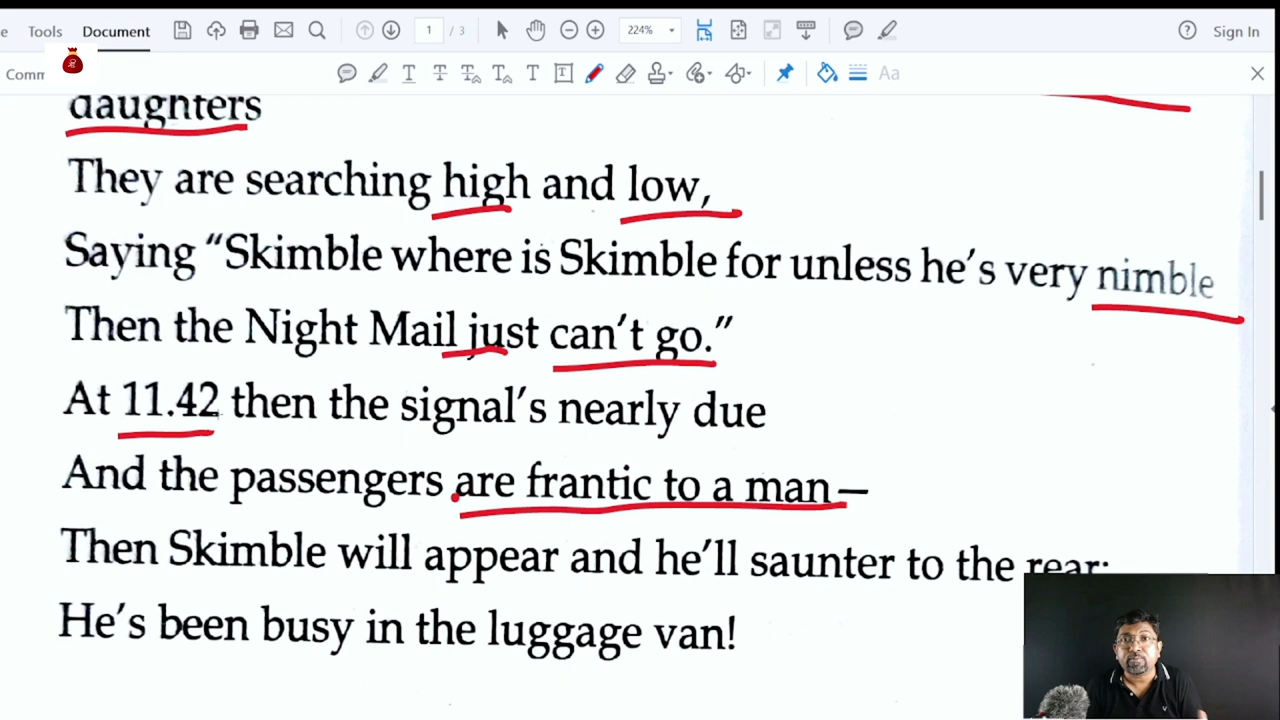 e Tools Document 1 / 3 224% Sign In
Comm Aa
daughters
They are searching high and low,
Saying “Skimble where is Skimble for unless he’s very nimble
Then the Night Mail just can’t go.”
At 11.42 then the signal’s nearly due
And the passengers are frantic to a man—
Then Skimble will appear and he’ll saunter to the rear:
He’s been busy in the luggage van!